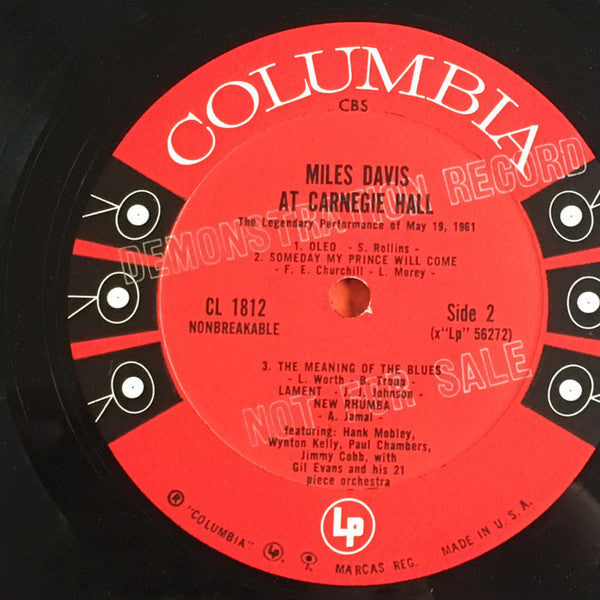 COLUMBIA
CBS
MILES DAVIS
AT CARNEGIE HALL
The Legendary Performance of May 19, 1961
1. OLEO - S. Rollins -
2. SOMEDAY MY PRINCE WILL COME
- F. E. Churchill - L. Morey -
DEMONSTRATION RECORD
CL 1812
NONBREAKABLE
Side 2
(x"Lp" 56272)
3. THE MEANING OF THE BLUES
- L. Worth - B. Troup -
LAMENT - J. J. Johnson -
NEW RHUMBA
- A. Jamal -
NOT FOR SALE
featuring: Hank Mobley,
Wynton Kelly, Paul Chambers,
Jimmy Cobb, with
Gil Evans and his 21
piece orchestra
Lp
® "COLUMBIA" Lp MARCAS REG. MADE IN U. S. A.